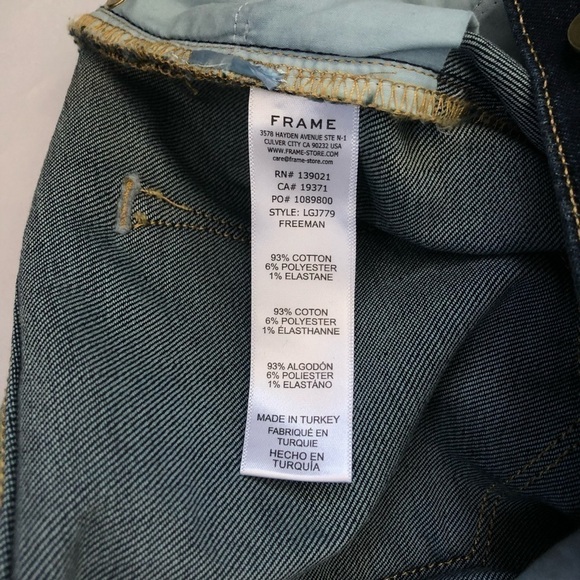 FRAME
3578 HAYDEN AVENUE STE N-1
CULVER CITY CA 90232 USA
WWW.FRAME-STORE.COM
care@frame-store.com
RN# 139021
CA# 19371
PO# 1089800
STYLE: LGJ779
FREEMAN
93% COTTON
6% POLYESTER
1% ELASTANE
93% COTON
6% POLYESTER
1% ÉLASTHANNE
93% ALGODÓN
6% POLIESTER
1% ELASTÁNO
MADE IN TURKEY
FABRIQUÉ EN
TURQUIE
HECHO EN
TURQUÍA